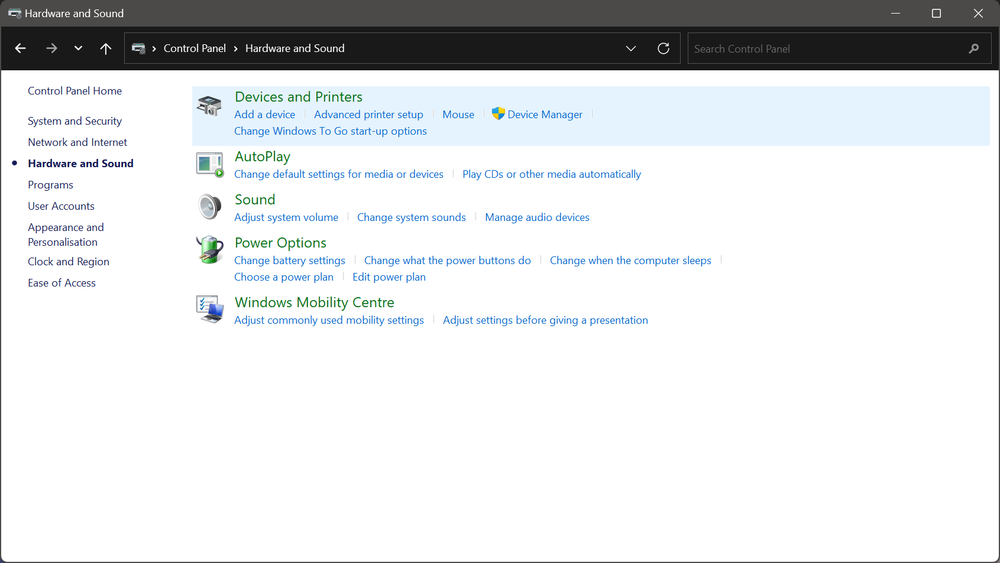 Hardware and Sound
Control Panel
Hardware and Sound
Search Control Panel
Control Panel Home
System and Security
Network and Internet
Hardware and Sound
Programs
User Accounts
Appearance and
Personalisation
Clock and Region
Ease of Access
Devices and Printers
Add a device
Advanced printer setup
Mouse
Device Manager
Change Windows To Go start-up options
AutoPlay
Change default settings for media or devices
Play CDs or other media automatically
Sound
Adjust system volume
Change system sounds
Manage audio devices
Power Options
Change battery settings
Change what the power buttons do
Change when the computer sleeps
Choose a power plan
Edit power plan
Windows Mobility Centre
Adjust commonly used mobility settings
Adjust settings before giving a presentation